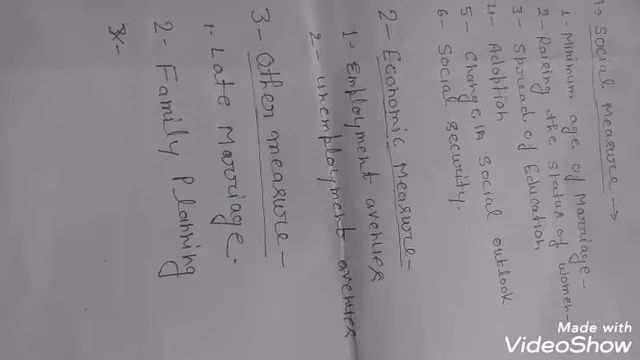 1, Social measure →
1- Minimum age of Marriage-
2- Raising the status of women-
3- Spread of Education
4- Adoption
5- Change in Social outlook.
6- Social security.
2- Economic Measure-
1- Employment avenues
2- unemployment avenues
3- Other measure-
1- Late Marriage.
2- Family Planning
3x-
Made with
VideoShow